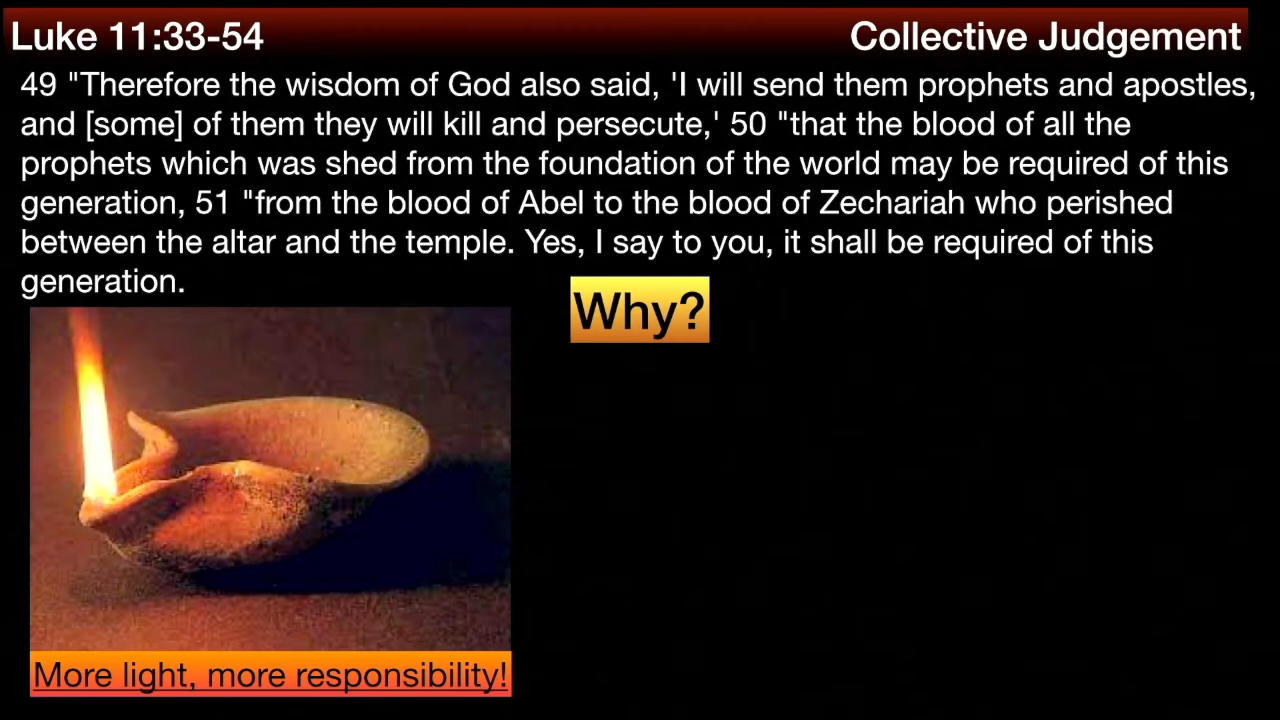 Luke 11:33-54 Collective Judgement
49 "Therefore the wisdom of God also said, 'I will send them prophets and apostles,
and [some] of them they will kill and persecute,' 50 "that the blood of all the
prophets which was shed from the foundation of the world may be required of this
generation, 51 "from the blood of Abel to the blood of Zechariah who perished
between the altar and the temple. Yes, I say to you, it shall be required of this
generation.
Why?
More light, more responsibility!